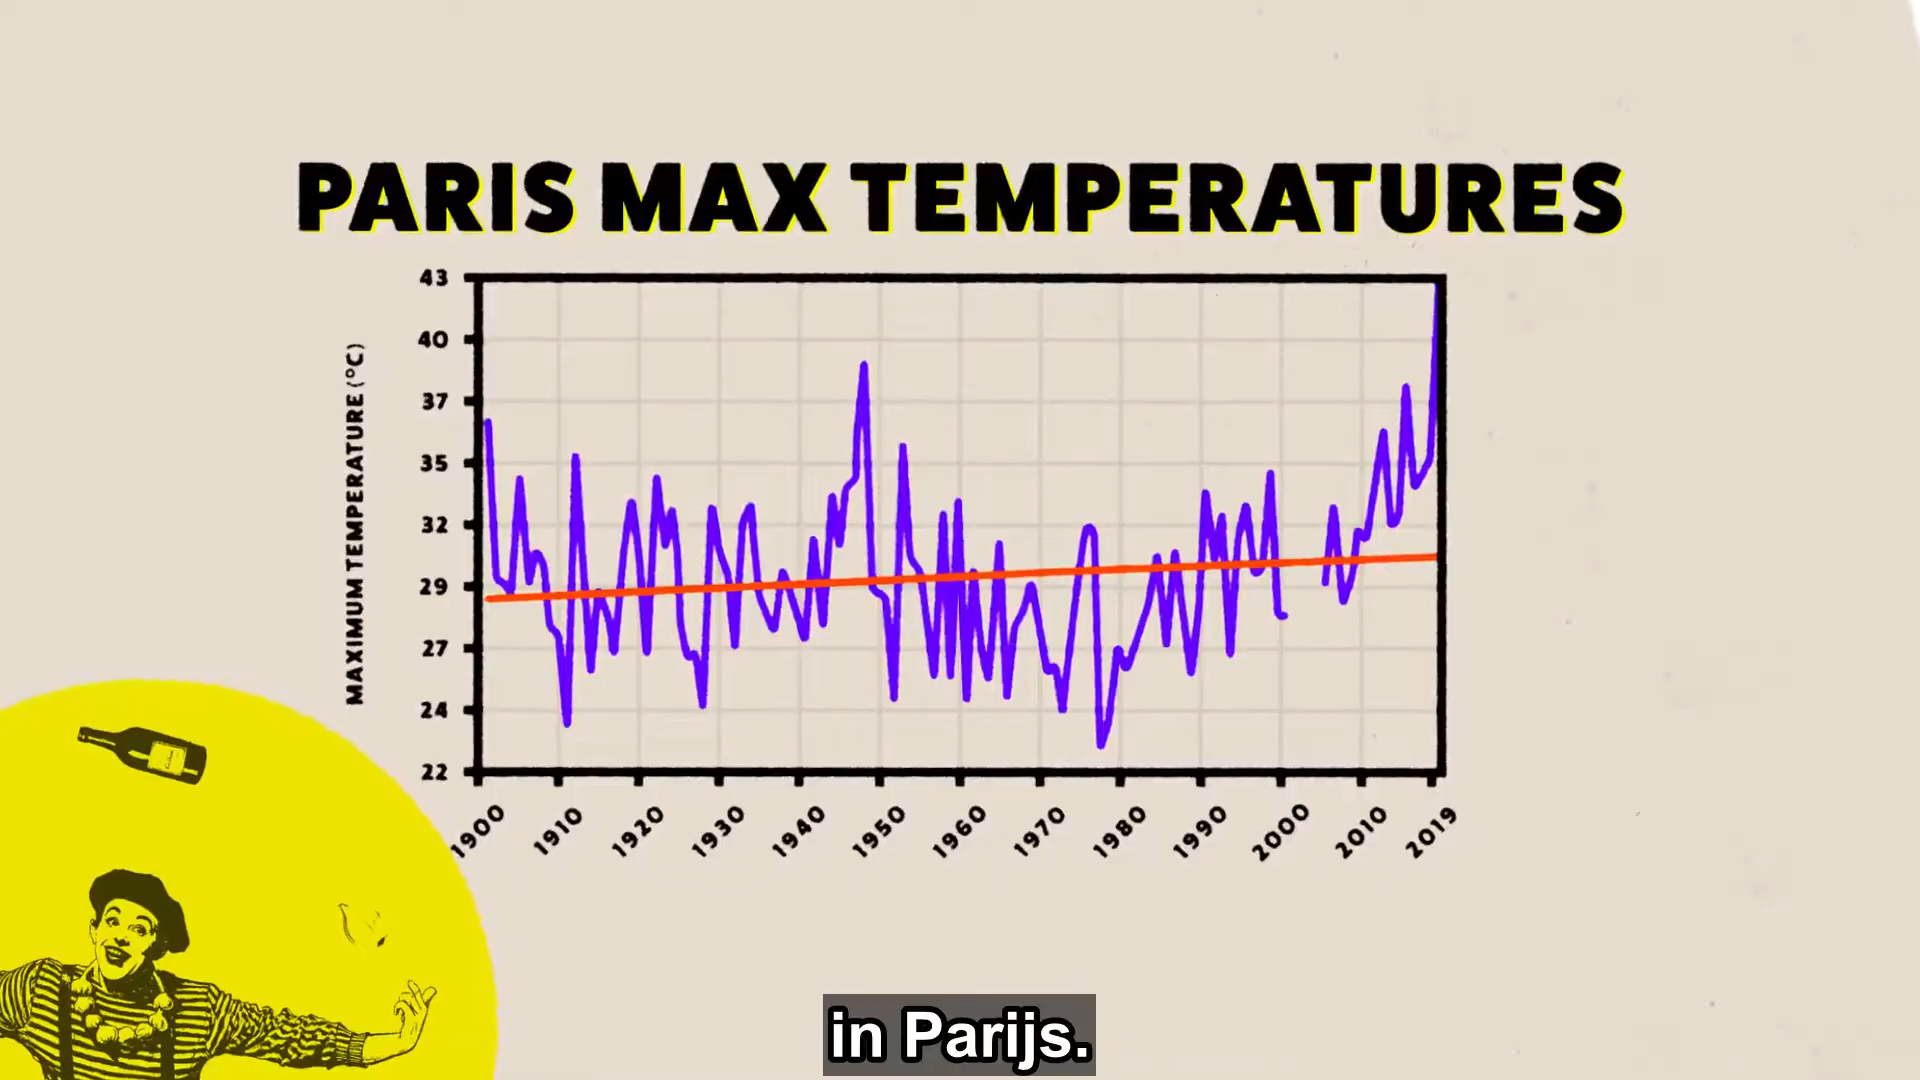 PARIS MAX TEMPERATURES
MAXIMUM TEMPERATURE (°C)
43
40
37
35
32
29
27
24
22
1900 1910 1920 1930 1940 1950 1960 1970 1980 1990 2000 2010 2019
in Parijs.